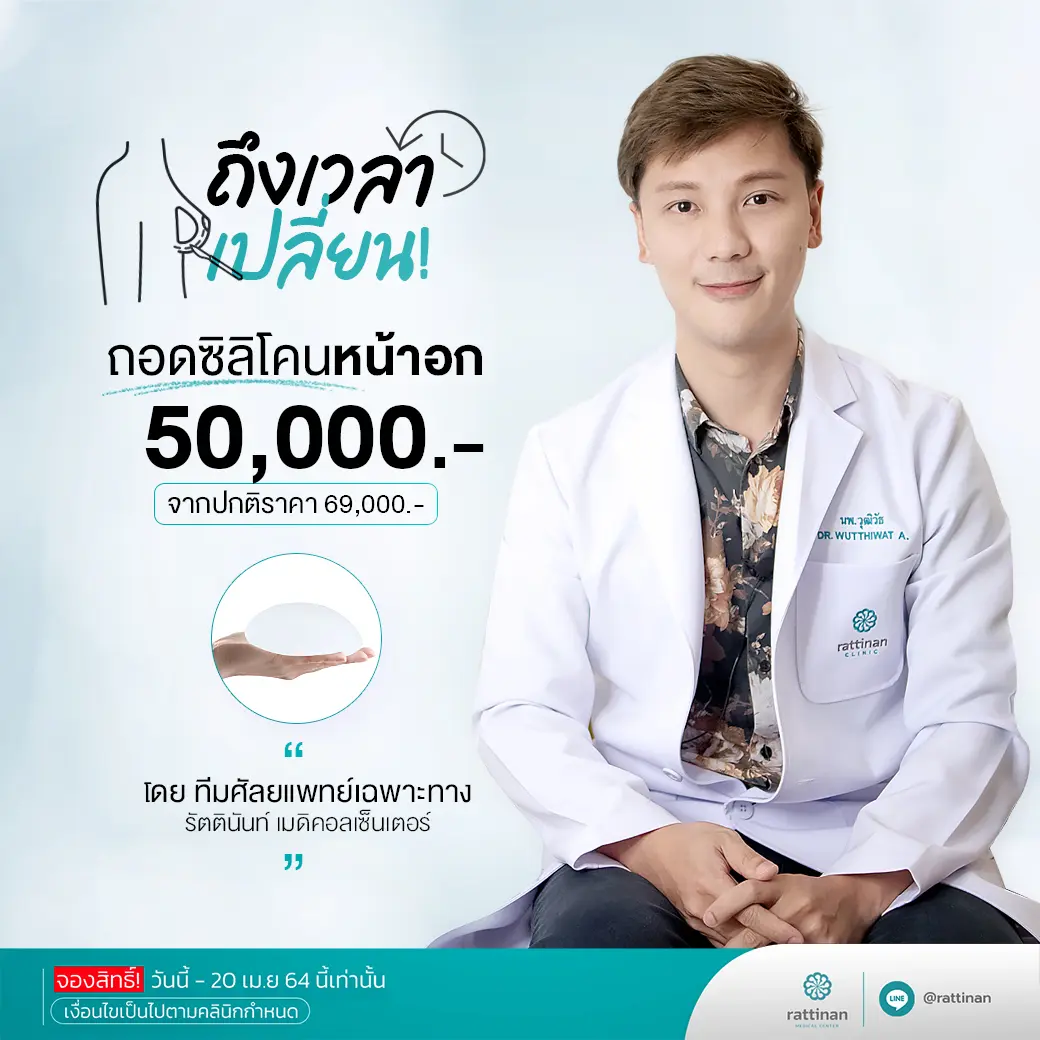 ถึงเวลา
เปลี่ยน!
ถอดซิลิโคนหน้าอก
50,000.-
จากปกติราคา 69,000.-
“
โดย ทีมศัลยแพทย์เฉพาะทาง
รัตตินันท์ เมดิคอลเซ็นเตอร์
”
นพ.วุฒิวัช
DR. WUTTHIWAT A.
rattinan
CLINIC
จองสิทธิ์! วันนี้ - 20 เม.ย 64 นี้เท่านั้น
เงื่อนไขเป็นไปตามคลินิกกำหนด
rattinan
MEDICAL CENTER
LINE
@rattinan